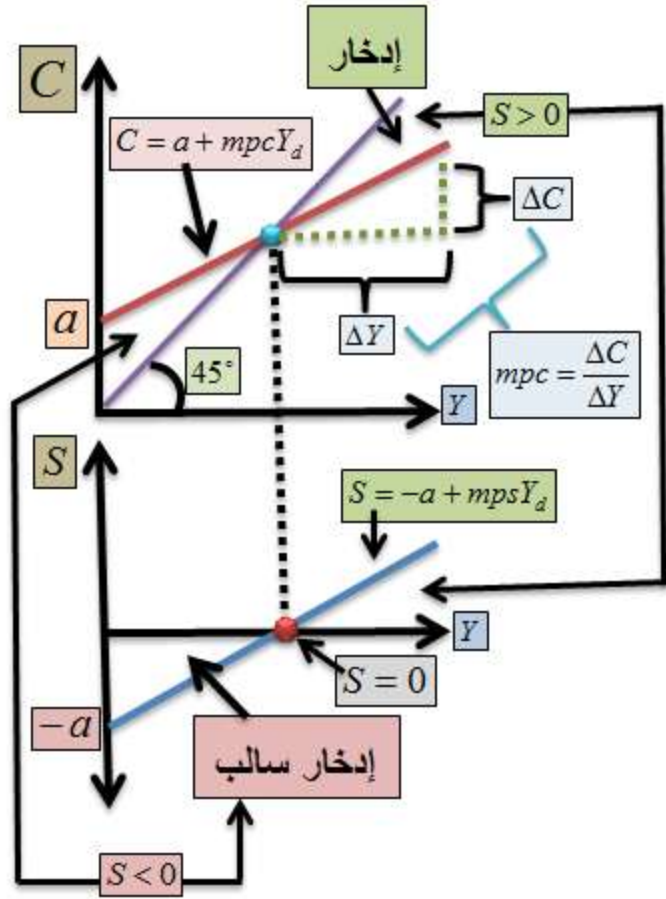 إدخار
C
S > 0
C = a + mpcY_d
ΔC
a
ΔY
45°
mpc = ΔC/ΔY
Y
S
S = −a + mpsY_d
Y
S = 0
−a
إدخار سالب
S < 0